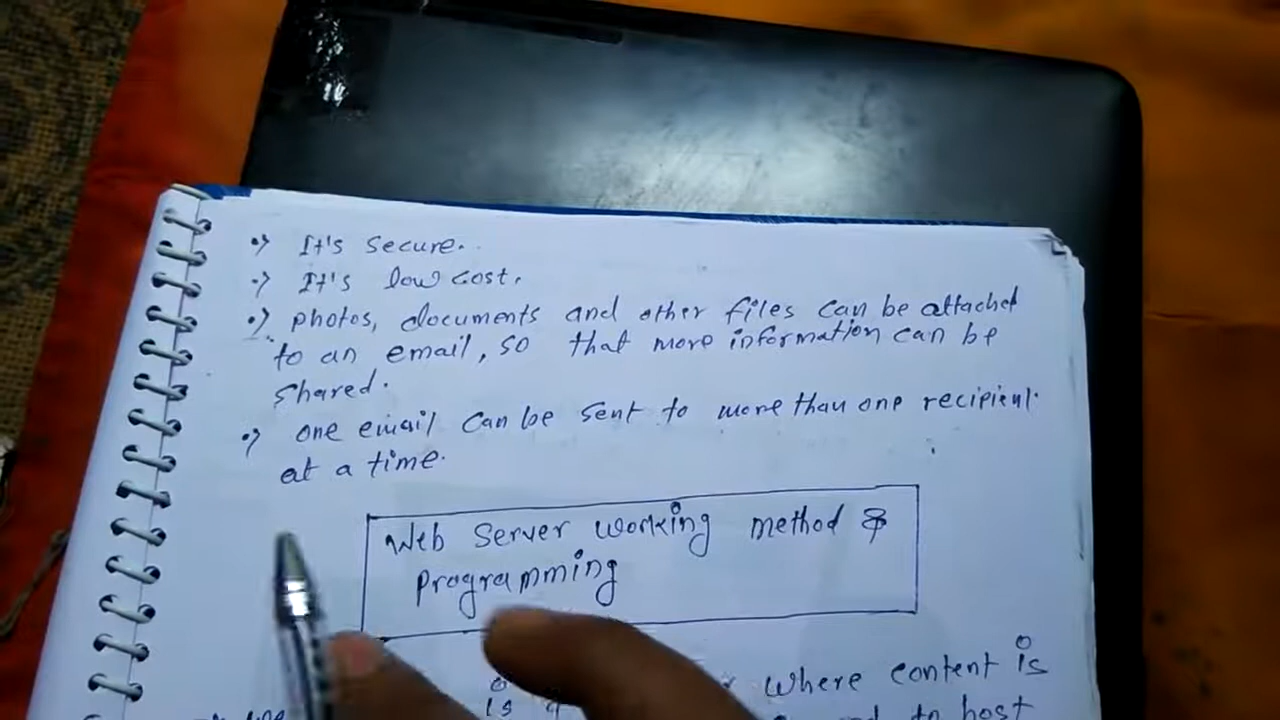 •> It's secure.
•> It's low cost.
•> photos, documents and other files can be attached
to an email, so that more information can be
shared.
•> one email can be sent to more than one recipient.
at a time.
Web server working method &
programming
where content is
is a
to host